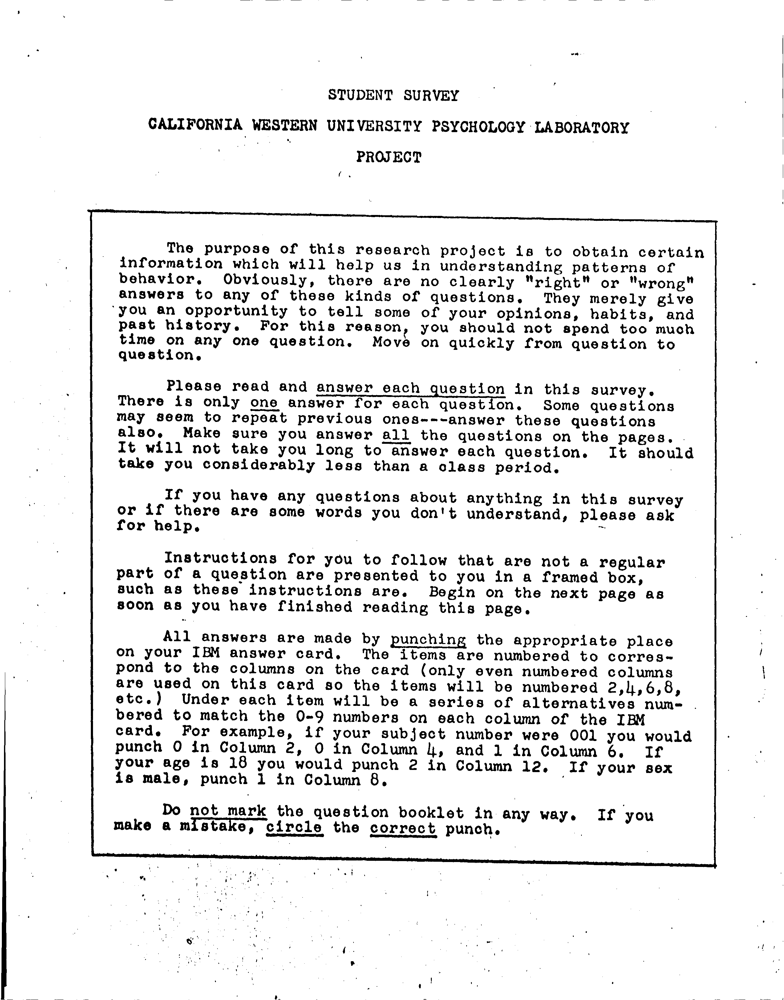 STUDENT SURVEY
CALIFORNIA WESTERN UNIVERSITY PSYCHOLOGY LABORATORY
PROJECT
The purpose of this research project is to obtain certain
information which will help us in understanding patterns of
behavior. Obviously, there are no clearly "right" or "wrong"
answers to any of these kinds of questions. They merely give
you an opportunity to tell some of your opinions, habits, and
past history. For this reason, you should not spend too much
time on any one question. Move on quickly from question to
question.
Please read and answer each question in this survey.
There is only one answer for each question. Some questions
may seem to repeat previous ones---answer these questions
also. Make sure you answer all the questions on the pages.
It will not take you long to answer each question. It should
take you considerably less than a class period.
If you have any questions about anything in this survey
or if there are some words you don't understand, please ask
for help.
Instructions for you to follow that are not a regular
part of a question are presented to you in a framed box,
such as these instructions are. Begin on the next page as
soon as you have finished reading this page.
All answers are made by punching the appropriate place
on your IBM answer card. The items are numbered to corres-
pond to the columns on the card (only even numbered columns
are used on this card so the items will be numbered 2,4,6,8,
etc.) Under each item will be a series of alternatives num-
bered to match the 0-9 numbers on each column of the IBM
card. For example, if your subject number were 001 you would
punch 0 in Column 2, 0 in Column 4, and 1 in Column 6. If
your age is 18 you would punch 2 in Column 12. If your sex
is male, punch 1 in Column 8.
Do not mark the question booklet in any way. If you
make a mistake, circle the correct punch.